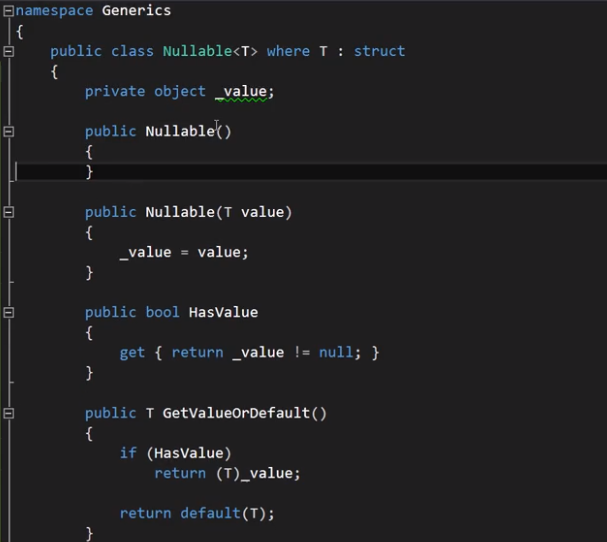 namespace Generics
{
    public class Nullable<T> where T : struct
    {
        private object _value;

        public Nullable()
        {
        }

        public Nullable(T value)
        {
            _value = value;
        }

        public bool HasValue
        {
            get { return _value != null; }
        }

        public T GetValueOrDefault()
        {
            if (HasValue)
                return (T)_value;

            return default(T);
        }